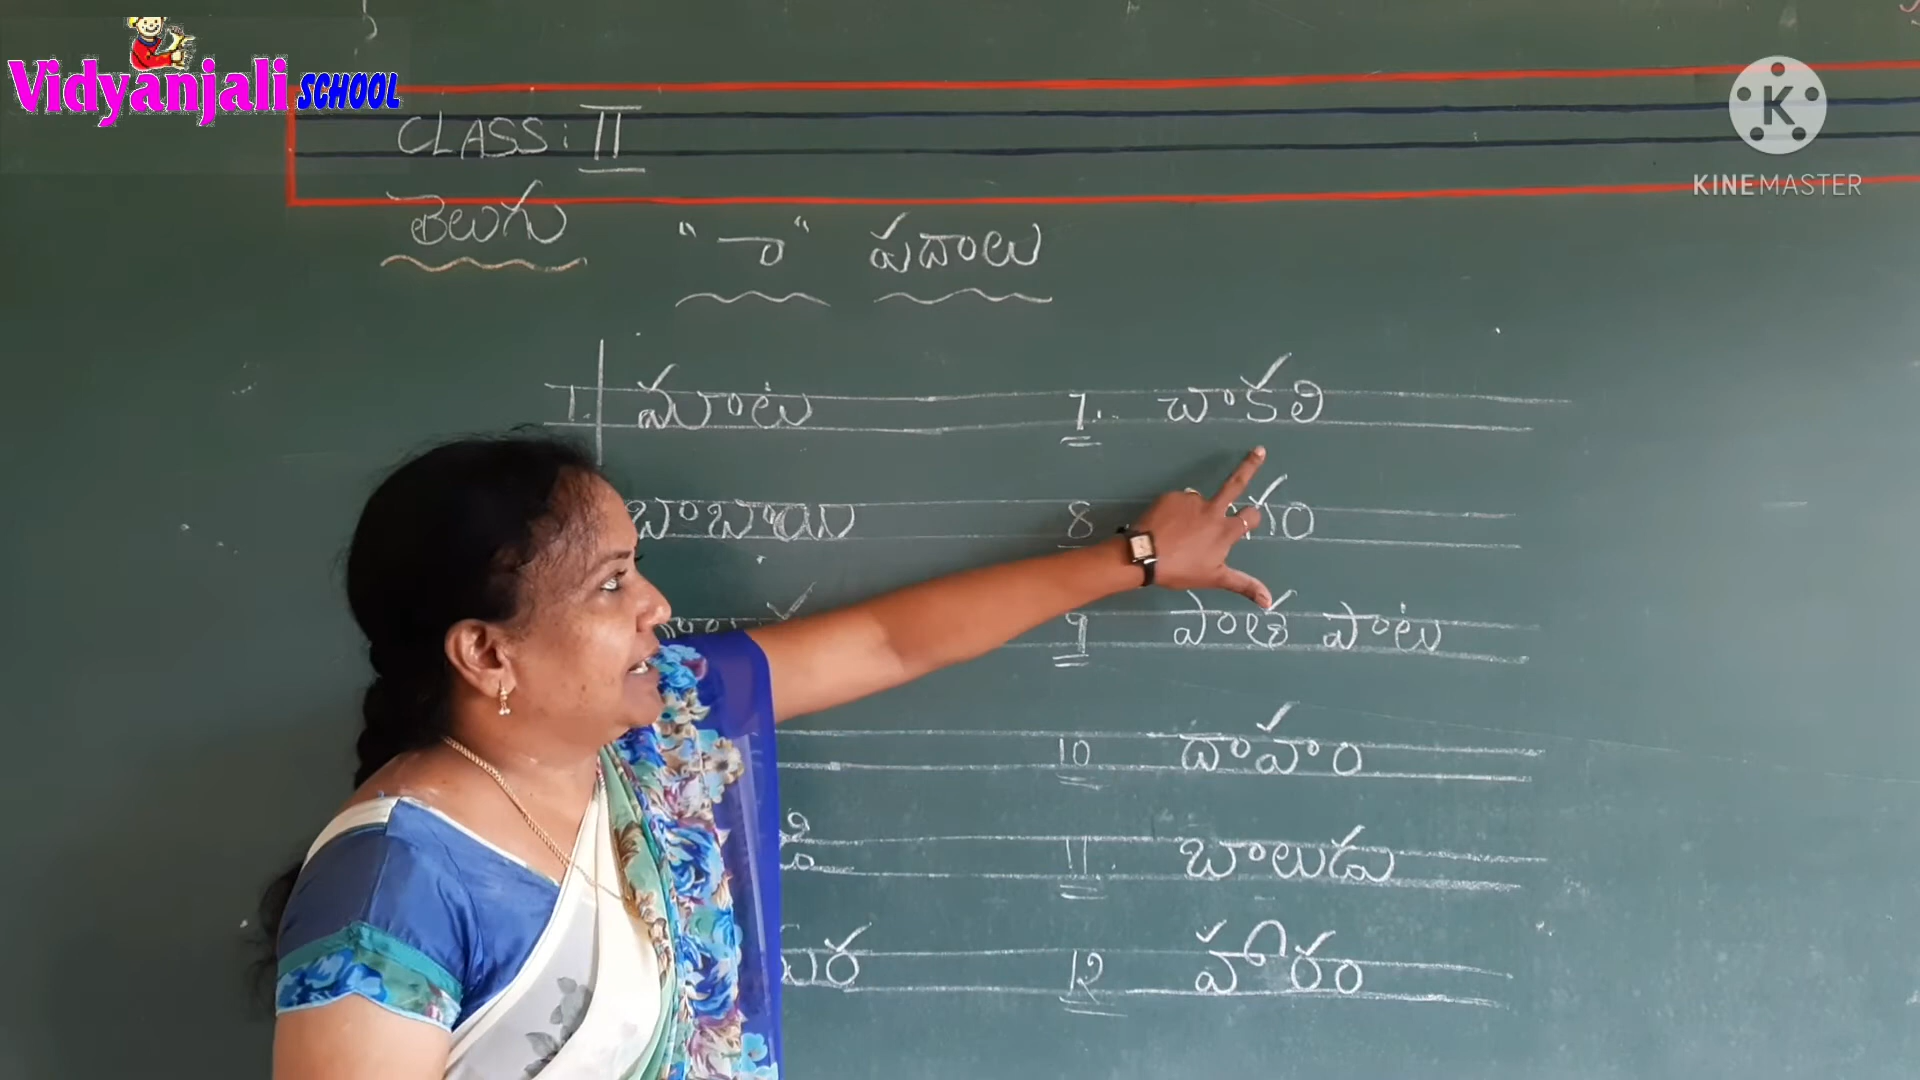 Vidyanjali SCHOOL
KINEMASTER
CLASS: II
తెలుగు "ా" పదాలు
1. మాట
7. చాకలి
బాబాయి
8 గం
9 పాత పాట
10 దాహం
11 బాలుడు
ర
12 హారం